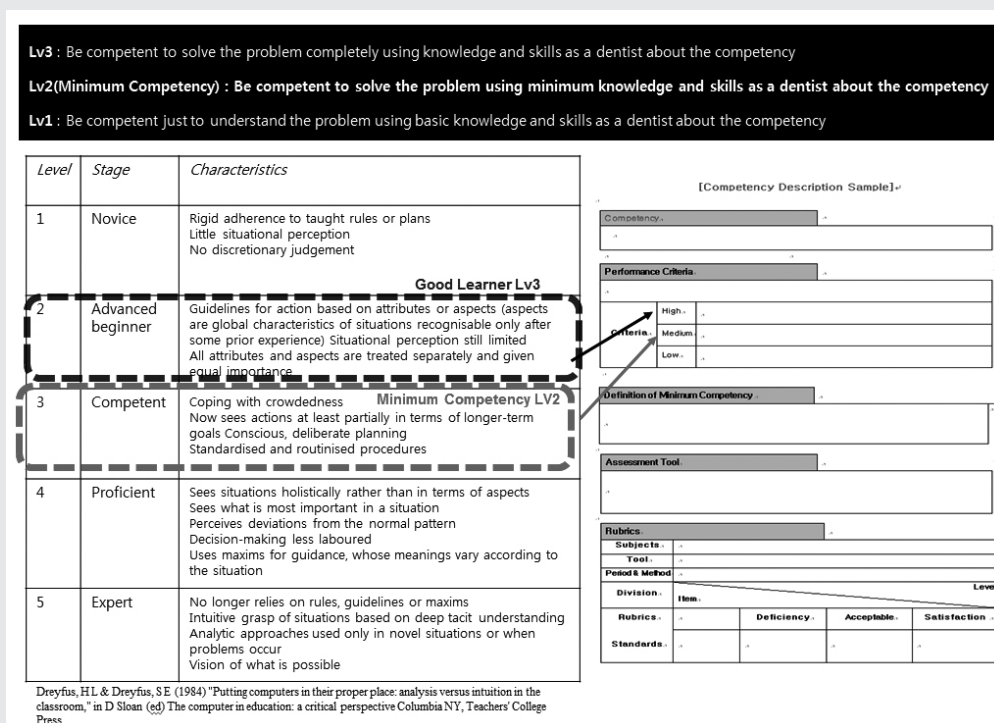 Lv3 : Be competent to solve the problem completely using knowledge and skills as a dentist about the competency
Lv2(Minimum Competency) : Be competent to solve the problem using minimum knowledge and skills as a dentist about the competency
Lv1 : Be competent just to understand the problem using basic knowledge and skills as a dentist about the competency
Level Stage Characteristics
1 Novice Rigid adherence to taught rules or plans
Little situational perception
No discretionary judgement
Good Learner Lv3
2 Advanced beginner Guidelines for action based on attributes or aspects (aspects
are global characteristics of situations recognisable only after
some prior experience) Situational perception still limited
All attributes and aspects are treated separately and given
equal importance
3 Competent Coping with crowdedness Minimum Competency LV2
Now sees actions at least partially in terms of longer-term
goals Conscious, deliberate planning
Standardised and routinised procedures
4 Proficient Sees situations holistically rather than in terms of aspects
Sees what is most important in a situation
Perceives deviations from the normal pattern
Decision-making less laboured
Uses maxims for guidance, whose meanings vary according to
the situation
5 Expert No longer relies on rules, guidelines or maxims
Intuitive grasp of situations based on deep tacit understanding
Analytic approaches used only in novel situations or when
problems occur
Vision of what is possible
Dreyfus, H L & Dreyfus, S E (1984) "Putting computers in their proper place: analysis versus intuition in the
classroom," in D Sloan (ed) The computer in education: a critical perspective Columbia NY, Teachers' College
Press
[Competency Description Sample]
Competency
Performance Criteria
High
Criteria Medium
Low
Definition of Minimum Competency
Assessment Tool
Rubrics
Subjects
Tool
Period & Method
Leve
Division Item
Rubrics Deficiency Acceptable Satisfaction
Standards